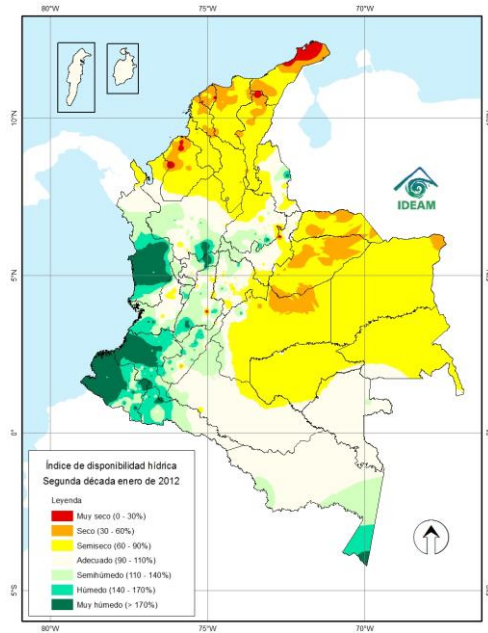 80°W
75°W
70°W
10°N
IDEAM
5°N
0°
5°S
Índice de disponibilidad hídrica
Segunda década enero de 2012
Leyenda
Muy seco (0 - 30%)
Seco (30 - 60%)
Semiseco (60 - 90%)
Adecuado (90 - 110%)
Semihúmedo (110 - 140%)
Húmedo (140 - 170%)
Muy húmedo (> 170%)
80°W
75°W
70°W